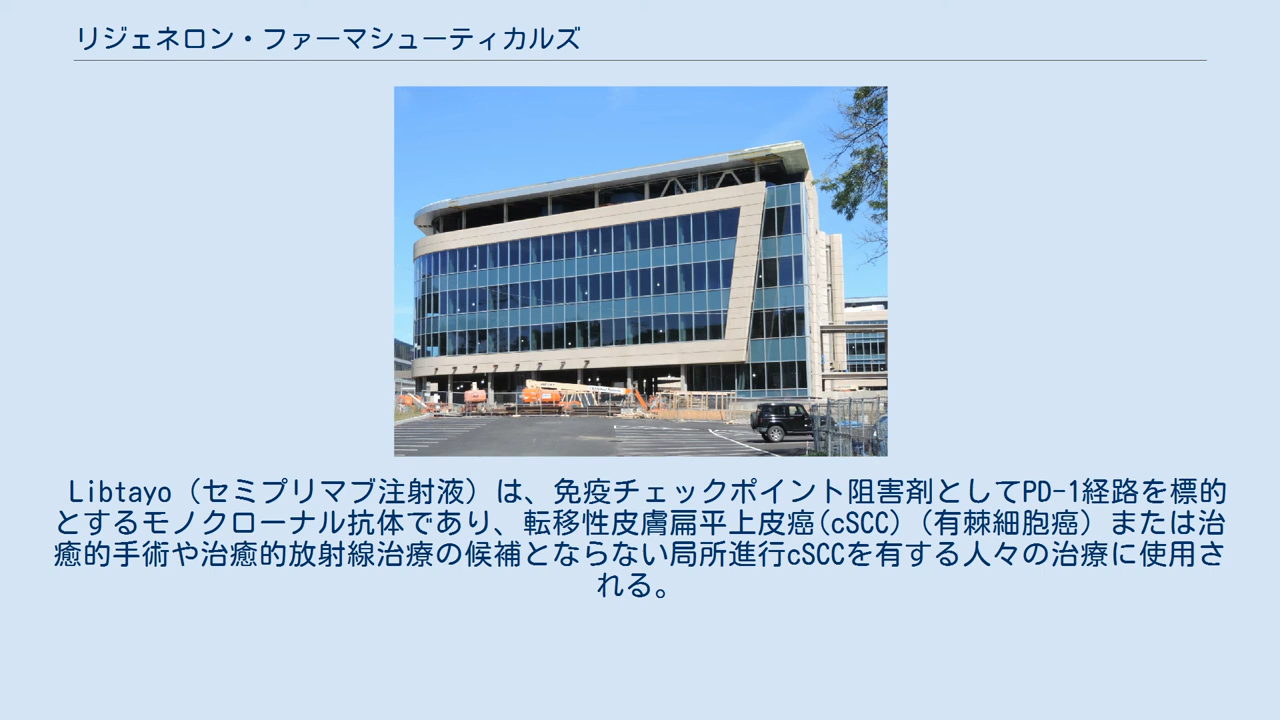 リジェネロン・ファーマシューティカルズ
Libtayo（セミプリマブ注射液）は、免疫チェックポイント阻害剤としてPD-1経路を標的
とするモノクローナル抗体であり、転移性皮膚扁平上皮癌(cSCC)（有棘細胞癌）または治
癒的手術や治癒的放射線治療の候補とならない局所進行cSCCを有する人々の治療に使用さ
れる。